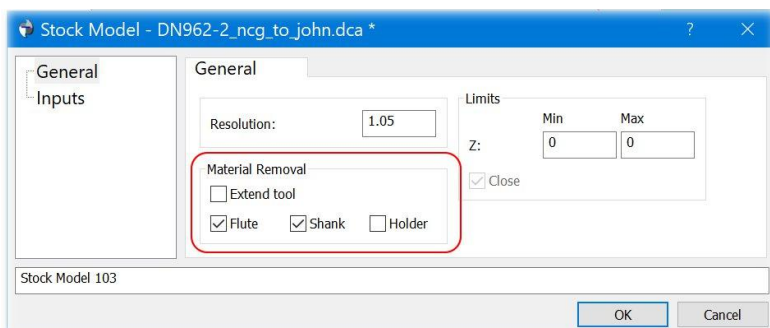 Stock Model - DN962-2_ncg_to_john.dca *
?
General
Inputs
General
Resolution:
1.05
Limits
Min
Max
Z:
0
0
Close
Material Removal
Extend tool
Flute
Shank
Holder
Stock Model 103
OK
Cancel